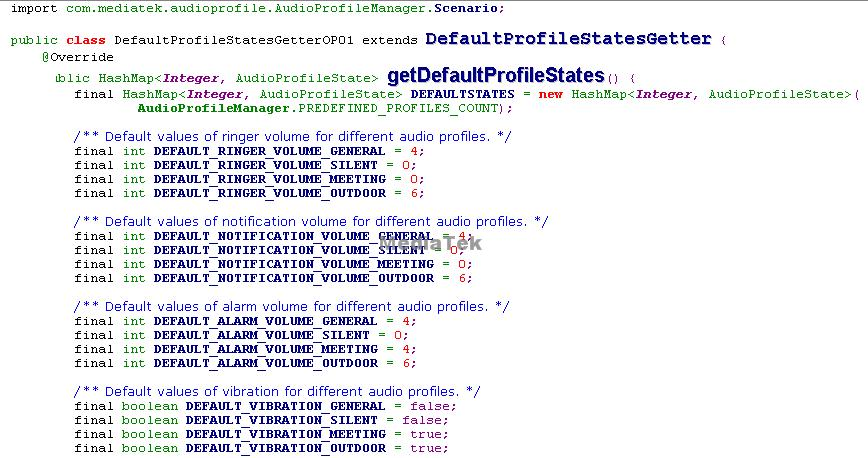 import com.mediatek.audioprofile.AudioProfileManager.Scenario;
public class DefaultProfileStatesGetterOP01 extends DefaultProfileStatesGetter {
@Override
ublic HashMap<Integer, AudioProfileState> getDefaultProfileStates() {
final HashMap<Integer, AudioProfileState> DEFAULTSTATES = new HashMap<Integer, AudioProfileState>(
AudioProfileManager.PREDEFINED_PROFILES_COUNT);
/** Default values of ringer volume for different audio profiles. */
final int DEFAULT_RINGER_VOLUME_GENERAL = 4;
final int DEFAULT_RINGER_VOLUME_SILENT = 0;
final int DEFAULT_RINGER_VOLUME_MEETING = 0;
final int DEFAULT_RINGER_VOLUME_OUTDOOR = 6;
/** Default values of notification volume for different audio profiles. */
final int DEFAULT_NOTIFICATION_VOLUME_GENERAL = 4;
MediaTek
final int DEFAULT_NOTIFICATION_VOLUME_SILENT = 0;
final int DEFAULT_NOTIFICATION_VOLUME_MEETING = 0;
final int DEFAULT_NOTIFICATION_VOLUME_OUTDOOR = 6;
/** Default values of alarm volume for different audio profiles. */
final int DEFAULT_ALARM_VOLUME_GENERAL = 4;
final int DEFAULT_ALARM_VOLUME_SILENT = 0;
final int DEFAULT_ALARM_VOLUME_MEETING = 4;
final int DEFAULT_ALARM_VOLUME_OUTDOOR = 6;
/** Default values of vibration for different audio profiles. */
final boolean DEFAULT_VIBRATION_GENERAL = false;
final boolean DEFAULT_VIBRATION_SILENT = false;
final boolean DEFAULT_VIBRATION_MEETING = true;
final boolean DEFAULT_VIBRATION_OUTDOOR = true;